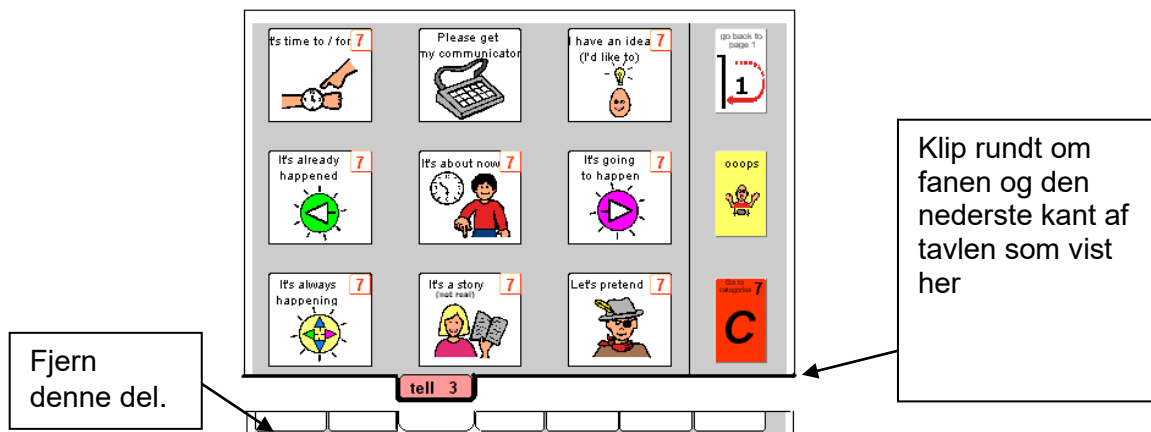 It's time to / for 7
Please get
my communicator
I have an idea 7
(I'd like to)
go back to
page 1
1
It's already
happened 7
It's about now 7
It's going
to happen 7
ooops
It's always
happening 7
It's a story 7
(not real)
Let's pretend 7
Go to
categories 7
C
tell 3
Klip rundt om
fanen og den
nederste kant af
tavlen som vist
her
Fjern
denne del.